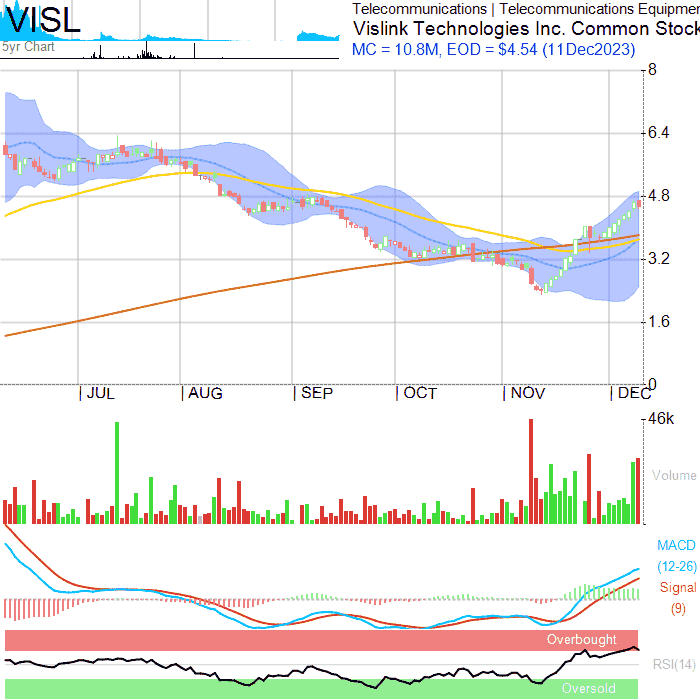 VISL
5yr Chart
Telecommunications | Telecommunications Equipmen
Vislink Technologies Inc. Common Stock
MC = 10.8M, EOD = $4.54 (11Dec2023)
8
6.4
4.8
3.2
1.6
0
JUL AUG SEP OCT NOV DEC
46k
Volume
MACD
(12-26)
Signal
(9)
Overbought
RSI(14)
Oversold